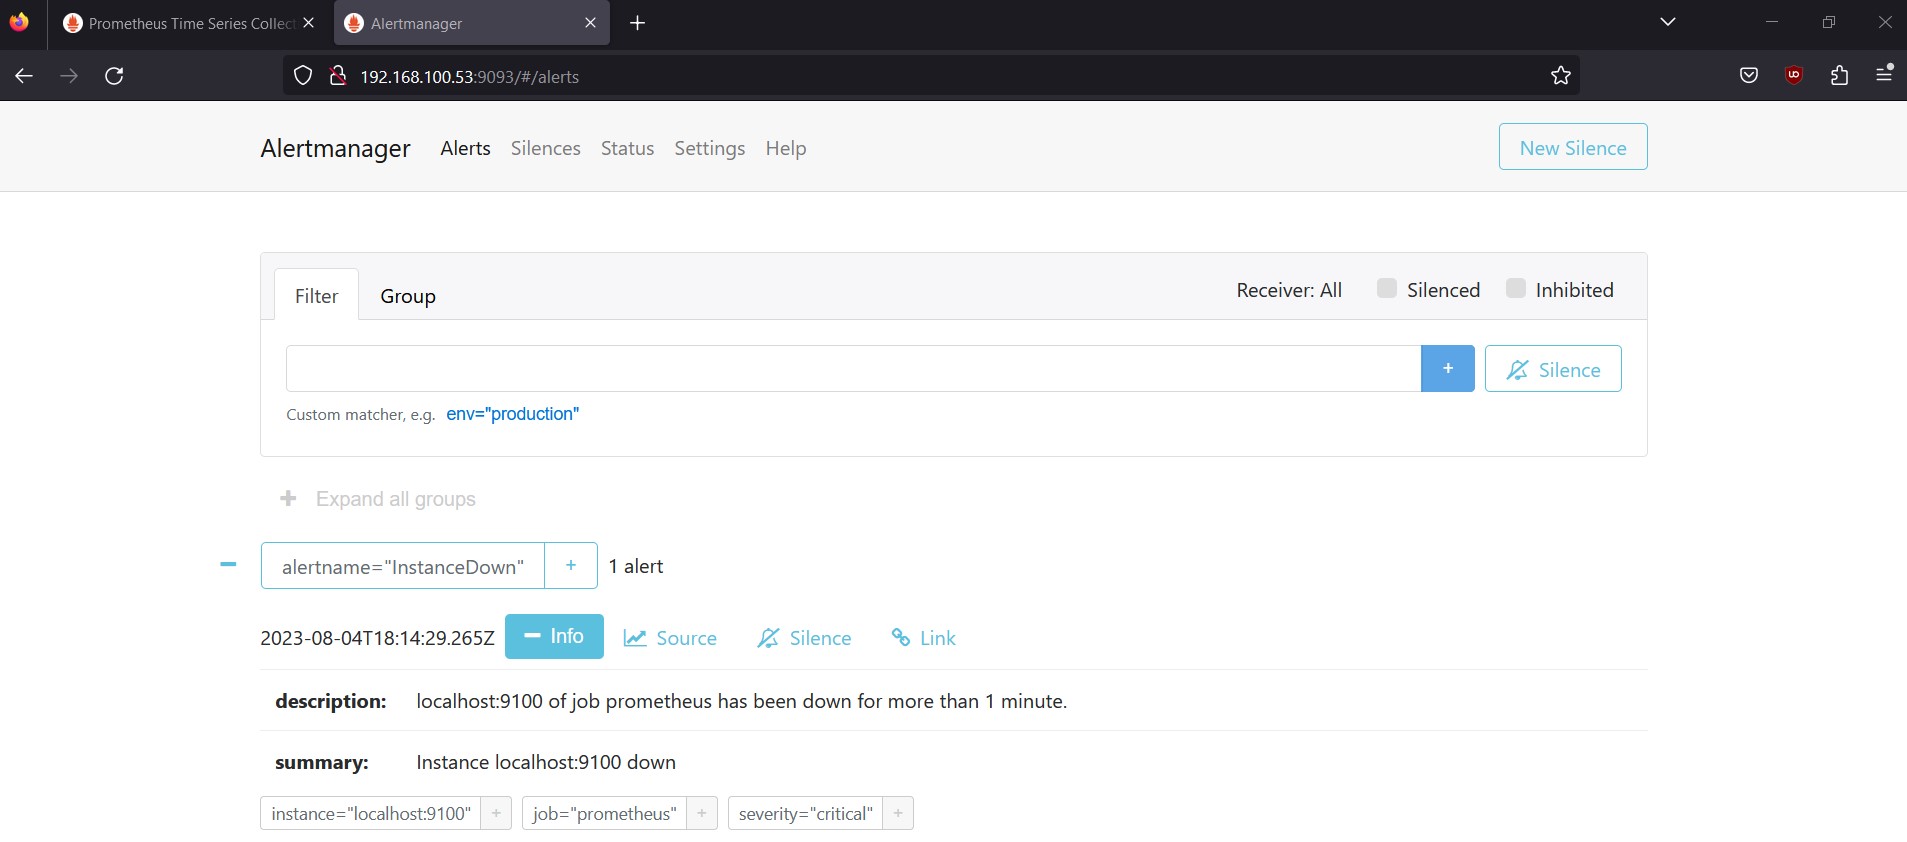 Prometheus Time Series Collect
Alertmanager
192.168.100.53:9093/#/alerts
Alertmanager Alerts Silences Status Settings Help New Silence
Filter Group Receiver: All Silenced Inhibited
+ Silence
Custom matcher, e.g. env="production"
+ Expand all groups
alertname="InstanceDown" + 1 alert
2023-08-04T18:14:29.265Z Info Source Silence Link
description: localhost:9100 of job prometheus has been down for more than 1 minute.
summary: Instance localhost:9100 down
instance="localhost:9100" + job="prometheus" + severity="critical" +